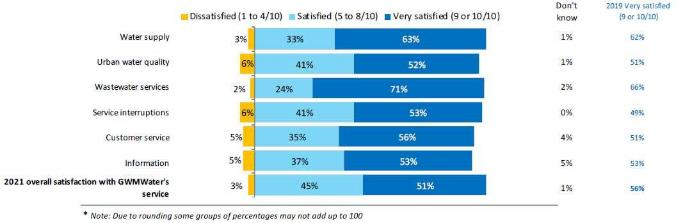 Don't know
2019 Very satisfied (9 or 10/10)
Dissatisfied (1 to 4/10) Satisfied (5 to 8/10) Very satisfied (9 or 10/10)
Water supply 3% 33% 63% 1% 62%
Urban water quality 6% 41% 52% 1% 51%
Wastewater services 2% 24% 71% 2% 66%
Service interruptions 6% 41% 53% 0% 49%
Customer service 5% 35% 56% 4% 51%
Information 5% 37% 53% 5% 53%
2021 overall satisfaction with GWMWater's
service 3% 45% 51% 1% 56%
* Note: Due to rounding some groups of percentages may not add up to 100